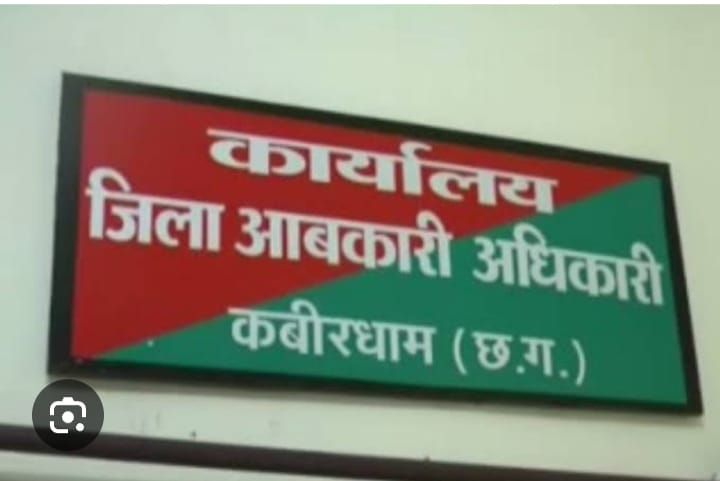 कार्यालय
जिला आबकारी अधिकारी
कबीरधाम (छ.ग.)